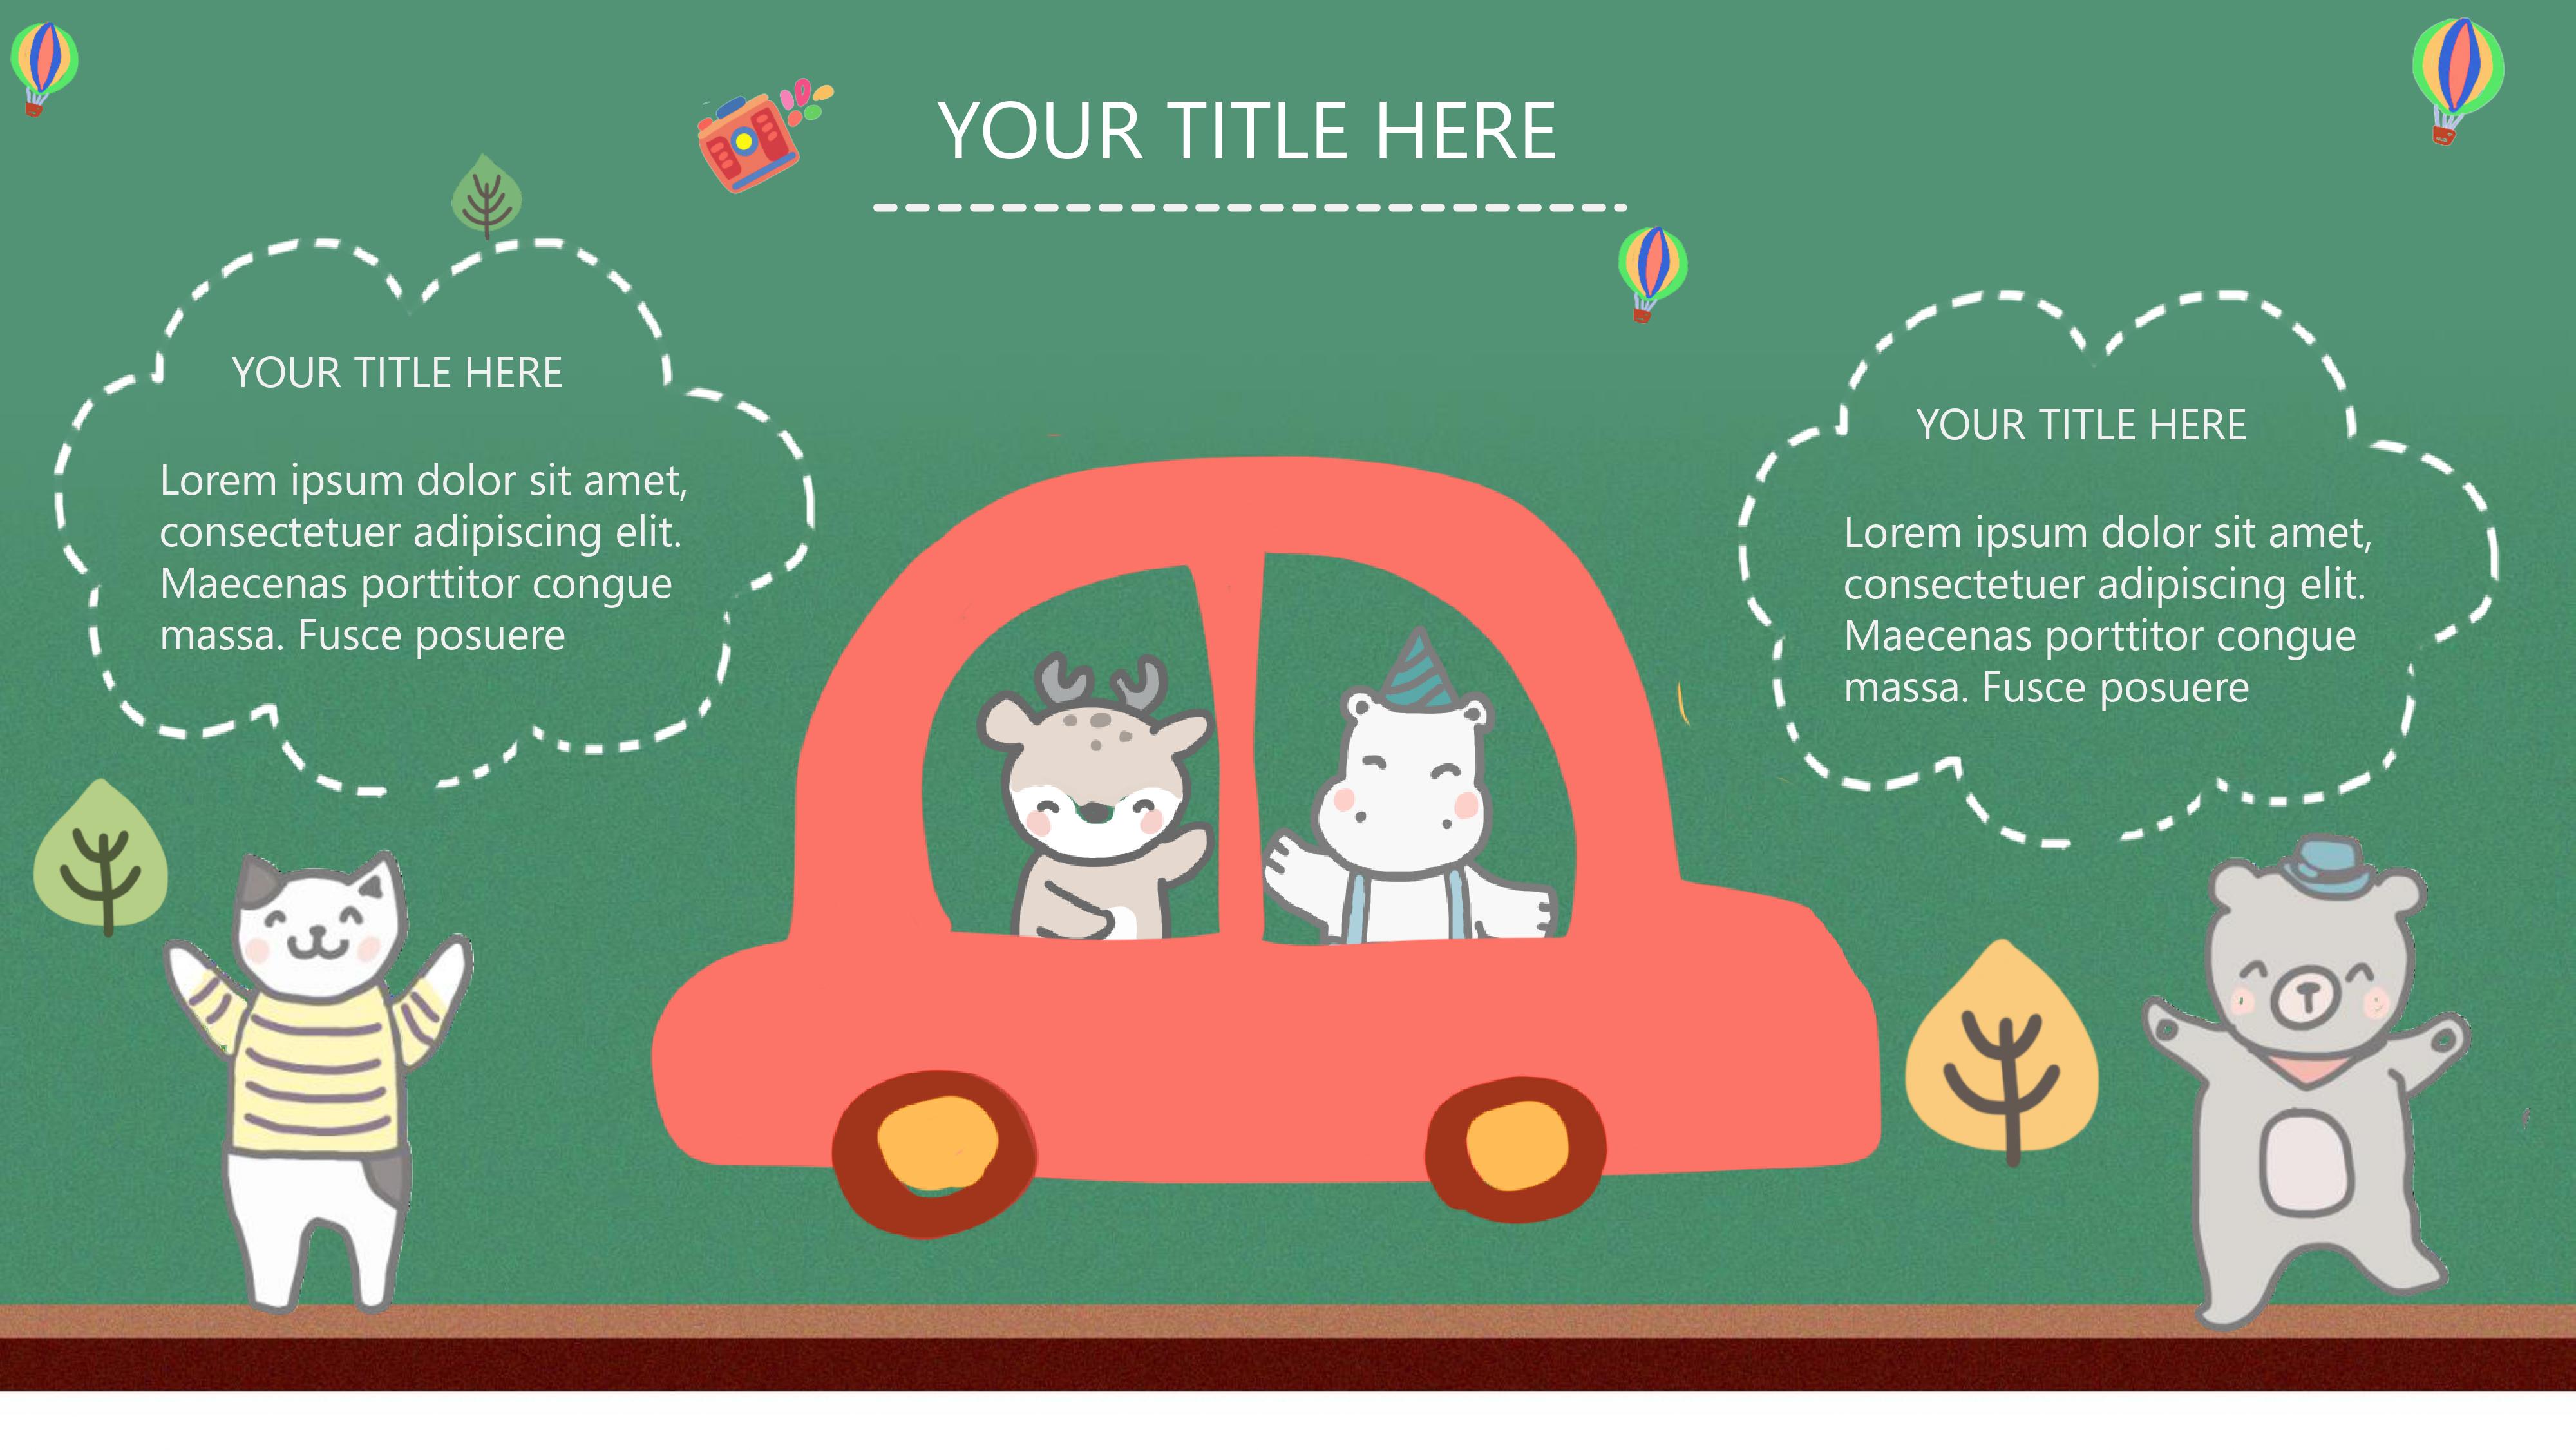 YOUR TITLE HERE
YOUR TITLE HERE
Lorem ipsum dolor sit amet,
consectetuer adipiscing elit.
Maecenas porttitor congue
massa. Fusce posuere
YOUR TITLE HERE
Lorem ipsum dolor sit amet,
consectetuer adipiscing elit.
Maecenas porttitor congue
massa. Fusce posuere